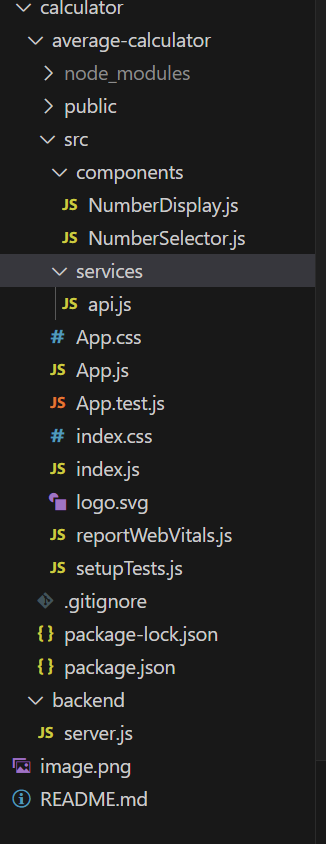 calculator
average-calculator
node_modules
public
src
components
JS NumberDisplay.js
JS NumberSelector.js
services
JS api.js
# App.css
JS App.js
JS App.test.js
# index.css
JS index.js
logo.svg
JS reportWebVitals.js
JS setupTests.js
.gitignore
{} package-lock.json
{} package.json
backend
JS server.js
image.png
README.md